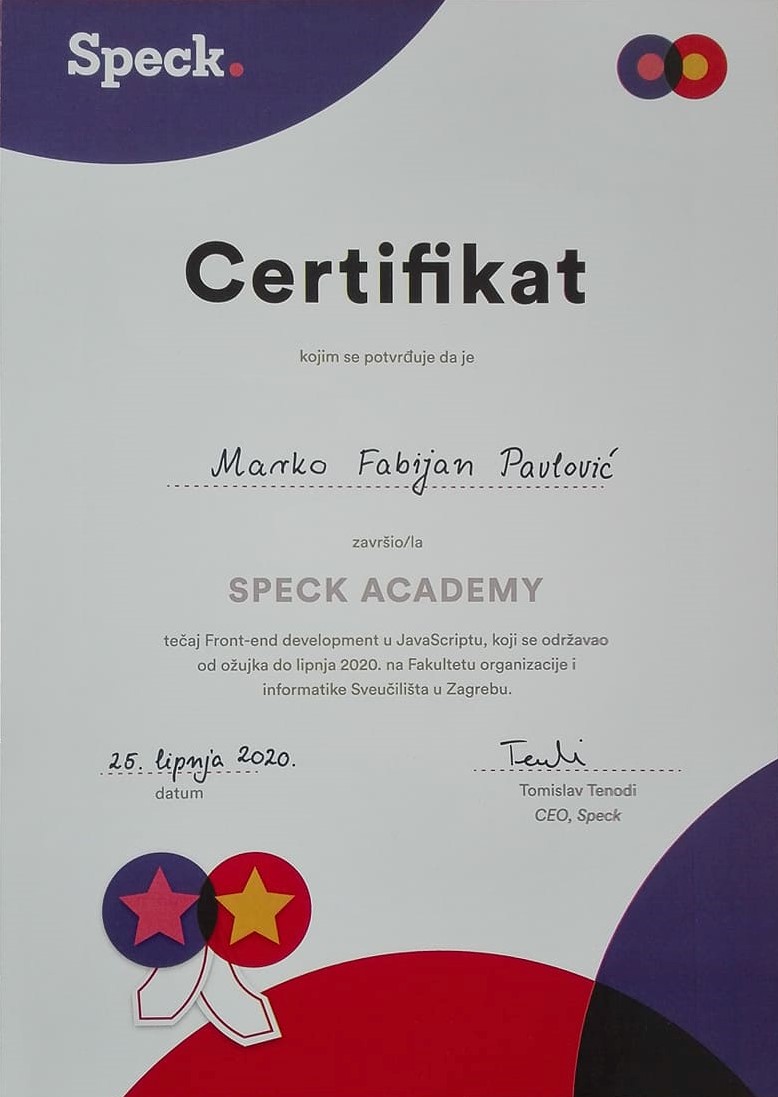 Speck.
Certifikat
kojim se potvrđuje da je
Marko Fabijan Pavlović
završio/la
SPECK ACADEMY
tečaj Front-end development u JavaScriptu, koji se održavao
od ožujka do lipnja 2020. na Fakultetu organizacije i
informatike Sveučilišta u Zagrebu.
25. lipnja 2020.
datum
Tomislav Tenodi
CEO, Speck